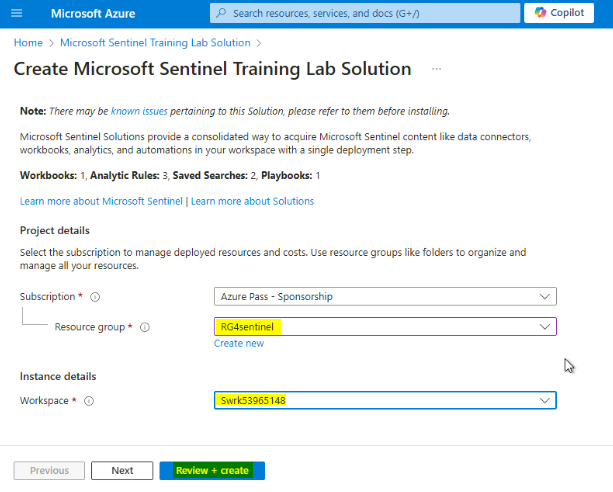 Microsoft Azure
Search resources, services, and docs (G+/)
Copilot
Home > Microsoft Sentinel Training Lab Solution >
Create Microsoft Sentinel Training Lab Solution ...
Note: There may be known issues pertaining to this Solution, please refer to them before installing.
Microsoft Sentinel Solutions provide a consolidated way to acquire Microsoft Sentinel content like data connectors,
workbooks, analytics, and automations in your workspace with a single deployment step.
Workbooks: 1, Analytic Rules: 3, Saved Searches: 2, Playbooks: 1
Learn more about Microsoft Sentinel | Learn more about Solutions
Project details
Select the subscription to manage deployed resources and costs. Use resource groups like folders to organize and
manage all your resources.
Subscription *
Azure Pass - Sponsorship
Resource group *
RG4sentinel
Create new
Instance details
Workspace *
Swrk53965148
Previous
Next
Review + create